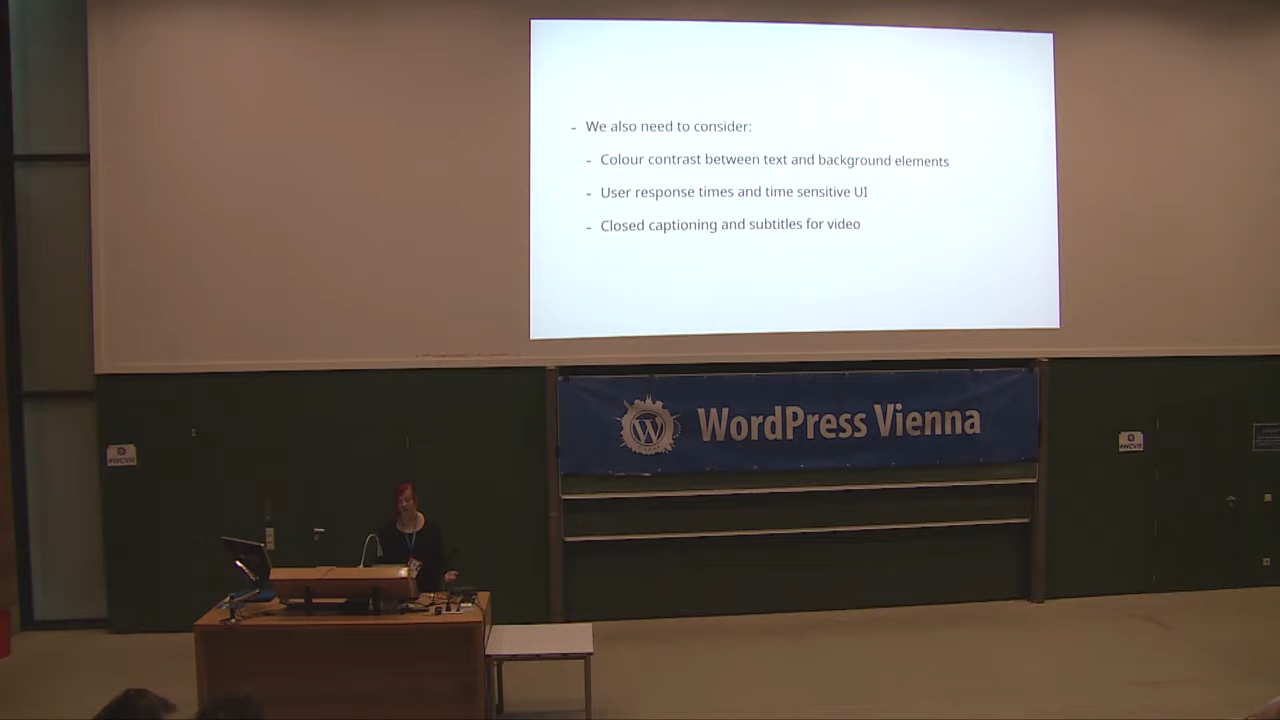 - We also need to consider:
- Colour contrast between text and background elements
- User response times and time sensitive UI
- Closed captioning and subtitles for video
WordPress Vienna